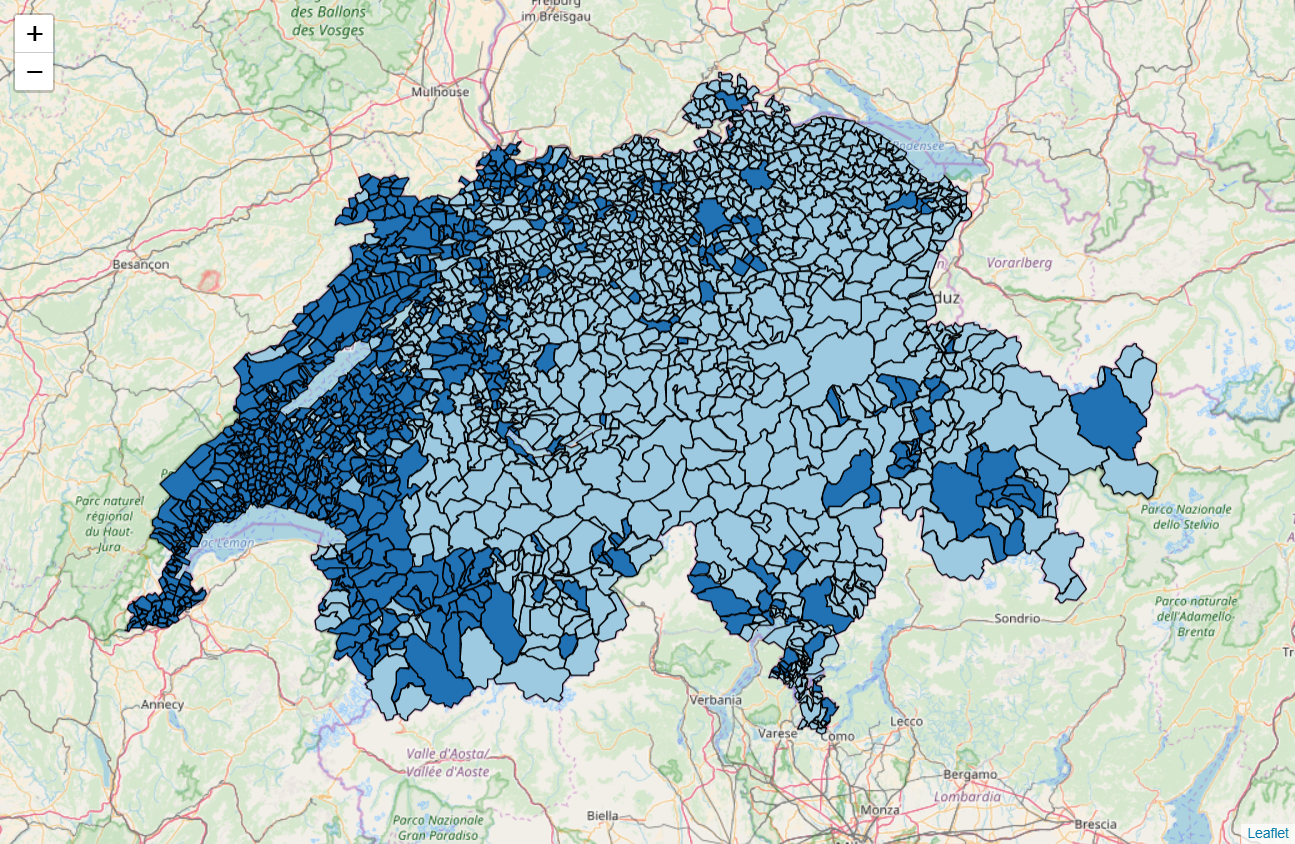 des Ballons
des Vosges
Freiburg
im Breisgau
+
−
Mulhouse
Bodensee
Besançon
Vorarlberg
duz
Parc naturel
régional
du Haut-
Jura
Lac Léman
Parco Nazionale
dello Stelvio
Sondrio
Parco naturale
dell'Adamello-
Brenta
Tr
Annecy
Verbania
Lecco
Varese
Como
Valle d'Aosta/
Vallée d'Aoste
Bergamo
Lombardia
Biella
Monza
Parco Nazionale
Gran Paradiso
Brescia
Leaflet